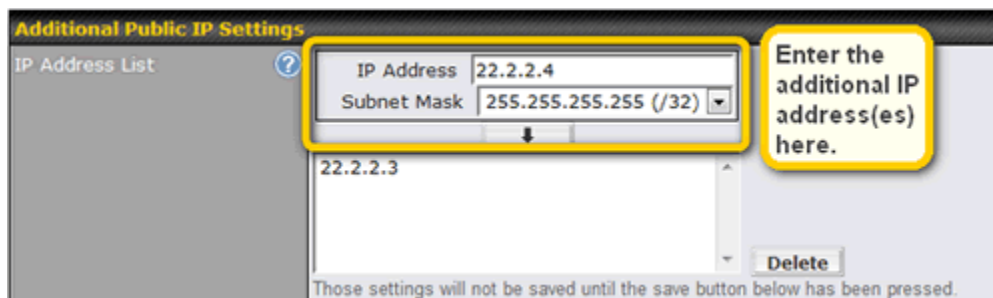 Additional Public IP Settings
IP Address List
IP Address 22.2.2.4
Subnet Mask 255.255.255.255 (/32)
22.2.2.3
Delete
Those settings will not be saved until the save button below has been pressed.
Enter the
additional IP
address(es)
here.